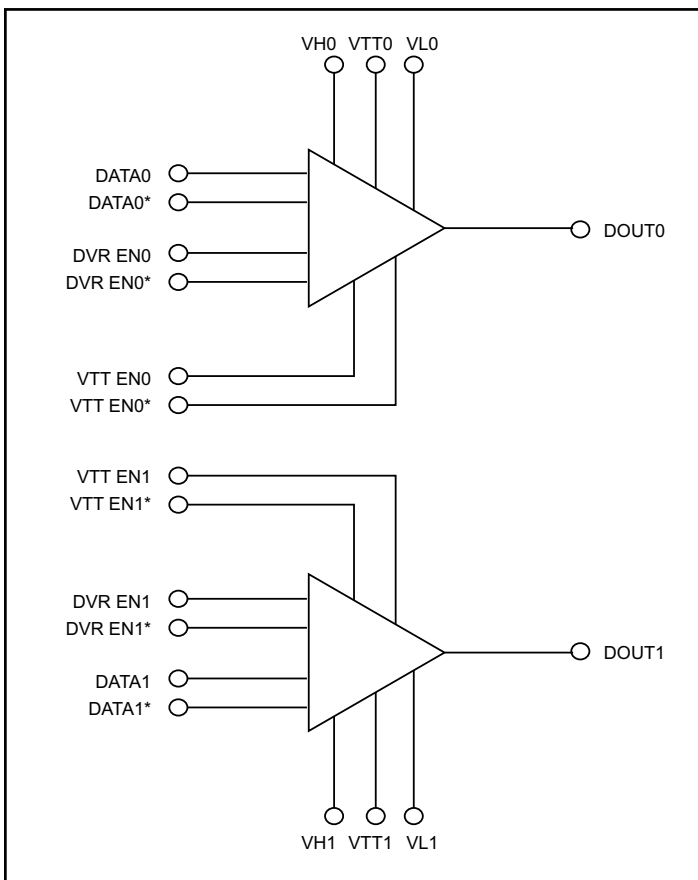 VH0 VTT0 VL0
DATA0
DATA0*
DVR EN0
DVR EN0*
DOUT0
VTT EN0
VTT EN0*
VTT EN1
VTT EN1*
DVR EN1
DVR EN1*
DOUT1
DATA1
DATA1*
VH1 VTT1 VL1